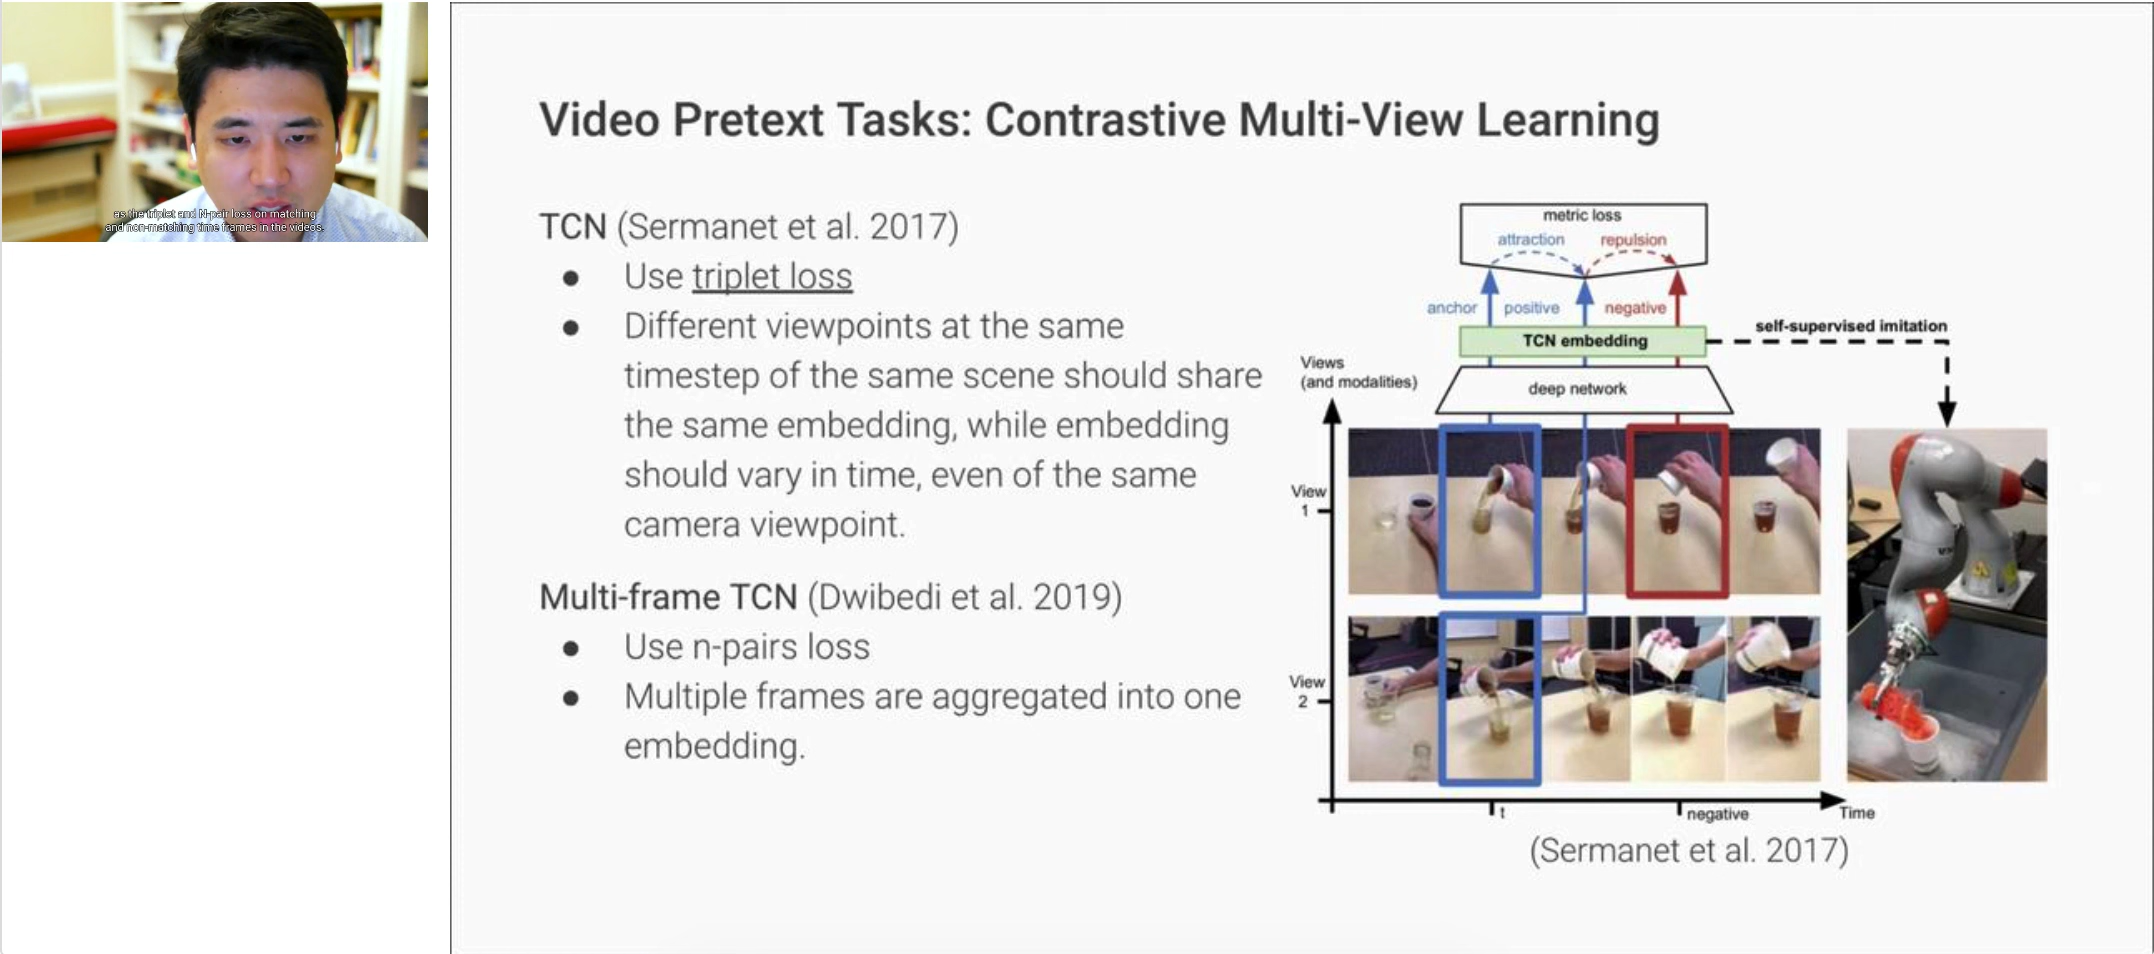 as the triplet and N-pair loss on matching
and non-matching time frames in the videos.
Video Pretext Tasks: Contrastive Multi-View Learning
TCN (Sermanet et al. 2017)
● Use triplet loss
● Different viewpoints at the same
timestep of the same scene should share
the same embedding, while embedding
should vary in time, even of the same
camera viewpoint.
Multi-frame TCN (Dwibedi et al. 2019)
● Use n-pairs loss
● Multiple frames are aggregated into one
embedding.
metric loss
attraction repulsion
anchor positive negative
TCN embedding
self-supervised imitation
deep network
Views
(and modalities)
View
1
View
2
t
negative
Time
(Sermanet et al. 2017)